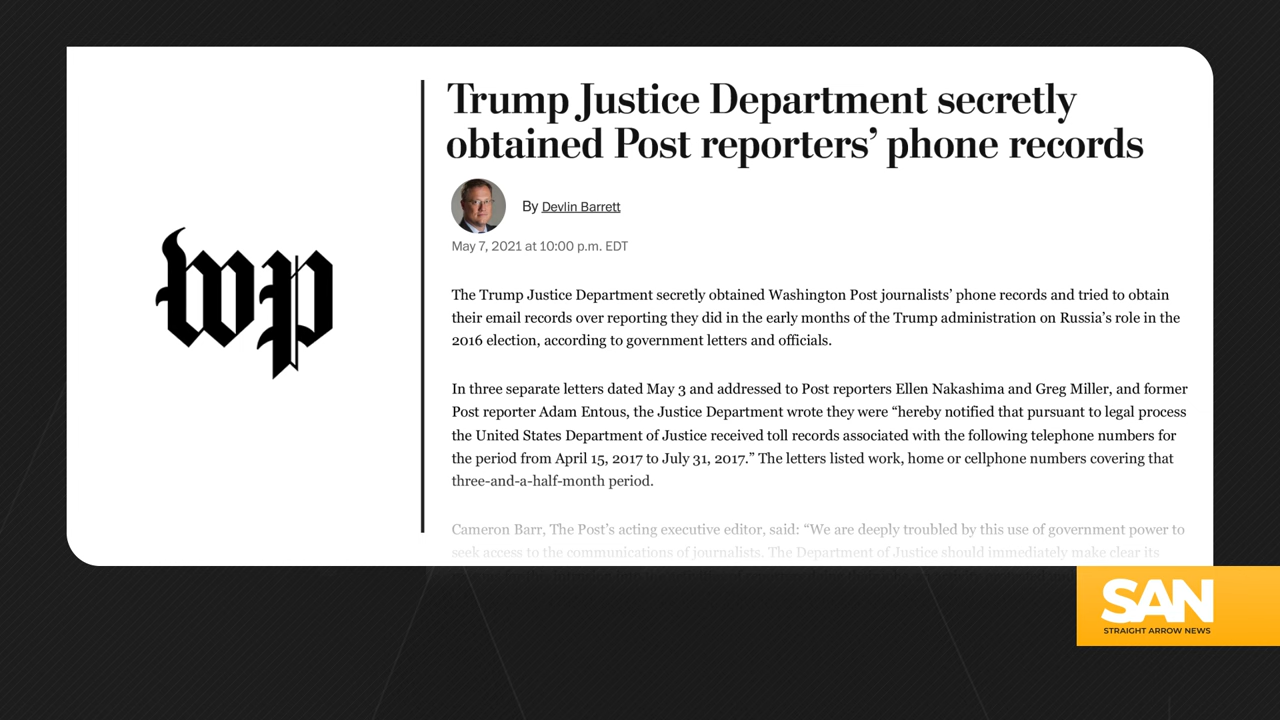 Trump Justice Department secretly
obtained Post reporters’ phone records
By Devlin Barrett
May 7, 2021 at 10:00 p.m. EDT
wp
The Trump Justice Department secretly obtained Washington Post journalists’ phone records and tried to obtain
their email records over reporting they did in the early months of the Trump administration on Russia’s role in the
2016 election, according to government letters and officials.
In three separate letters dated May 3 and addressed to Post reporters Ellen Nakashima and Greg Miller, and former
Post reporter Adam Entous, the Justice Department wrote they were “hereby notified that pursuant to legal process
the United States Department of Justice received toll records associated with the following telephone numbers for
the period from April 15, 2017 to July 31, 2017.” The letters listed work, home or cellphone numbers covering that
three-and-a-half-month period.
Cameron Barr, The Post’s acting executive editor, said: “We are deeply troubled by this use of government power to
seek access to the communications of journalists. The Department of Justice should immediately make clear its
SAN
STRAIGHT ARROW NEWS